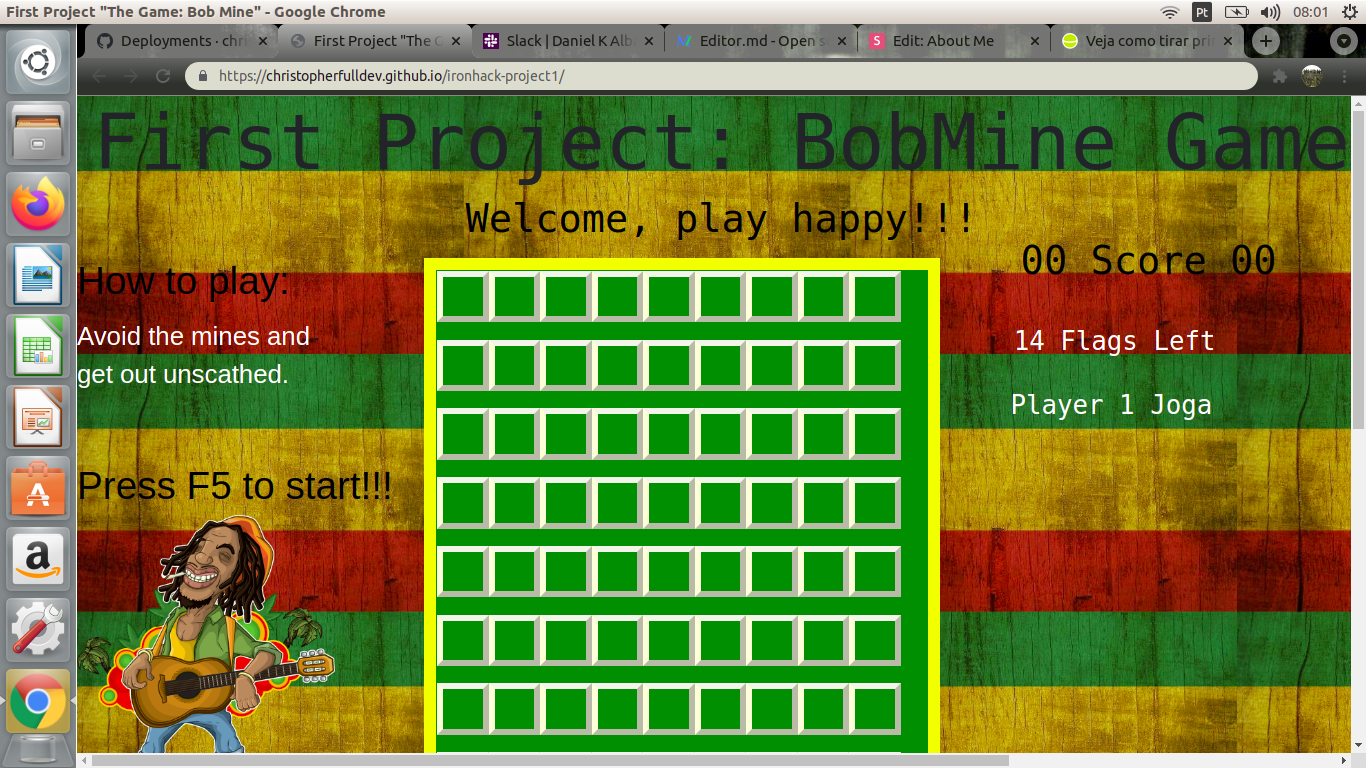 First Project "The Game: Bob Mine" - Google Chrome
Pt
08:01
Deployments · chri
First Project "The G
Slack | Daniel K Alb
Editor.md - Open s
Edit: About Me
Veja como tirar pri
https://christopherfulldev.github.io/ironhack-project1/
First Project: BobMine Game
Welcome, play happy!!!
00 Score 00
How to play:
Avoid the mines and
get out unscathed.
14 Flags Left
Player 1 Joga
Press F5 to start!!!